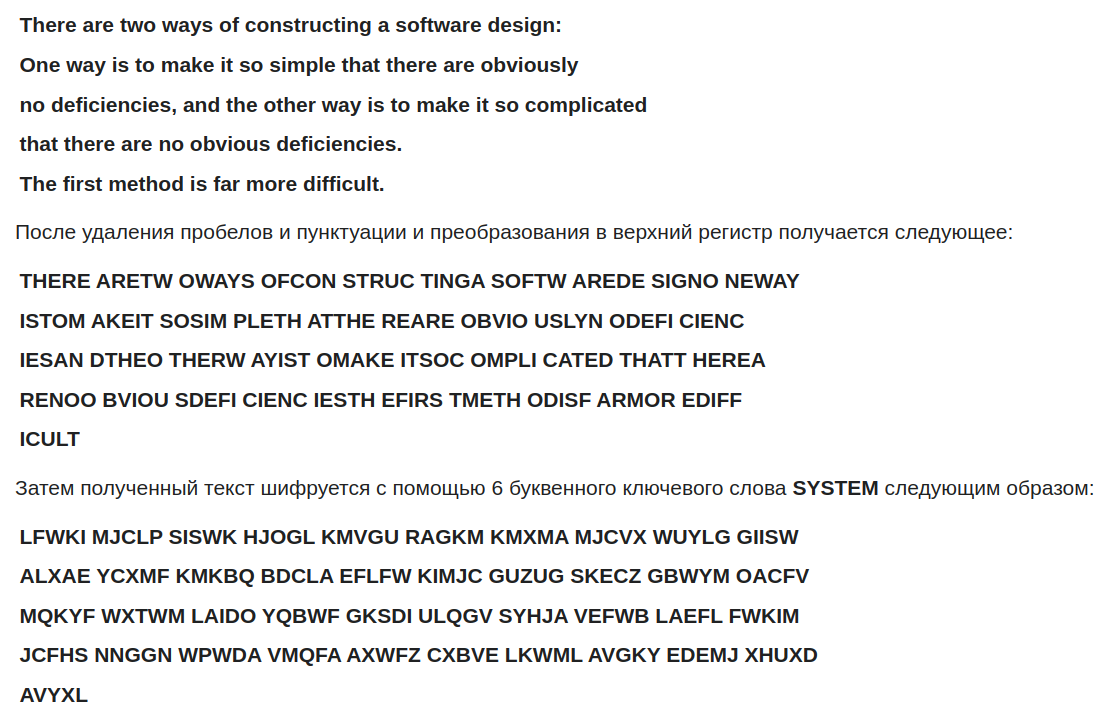 There are two ways of constructing a software design:
One way is to make it so simple that there are obviously
no deficiencies, and the other way is to make it so complicated
that there are no obvious deficiencies.
The first method is far more difficult.
После удаления пробелов и пунктуации и преобразования в верхний регистр получается следующее:
THERE ARETW OWAYS OFCON STRUC TINGA SOFTW AREDE SIGNO NEWAY
ISTOM AKEIT SOSIM PLETH ATTHE REARE OBVIO USLYN ODEFI CIENC
IESAN DTHEO THERW AYIST OMAKE ITSOC OMPLI CATED THATT HEREA
RENOO BVIOU SDEFI CIENC IESTH EFIRS TMETH ODISF ARMOR EDIFF
ICULT
Затем полученный текст шифруется с помощью 6 буквенного ключевого слова SYSTEM следующим образом:
LFWKI MJCLP SISWK HJOGL KMVGU RAGKM KMXMA MJCVX WUYLG GIISW
ALXAE YCXMF KMKBQ BDCLA EFLFW KIMJC GUZUG SKECZ GBWYM OACFV
MQKYF WXTWM LAIDO YQBWF GKSDI ULQGV SYHJA VEFWB LAEFL FWKIM
JCFHS NNGGN WPWDA VMQFA AXWFZ CXBVE LKWML AVGKY EDEMJ XHUXD
AVYXL